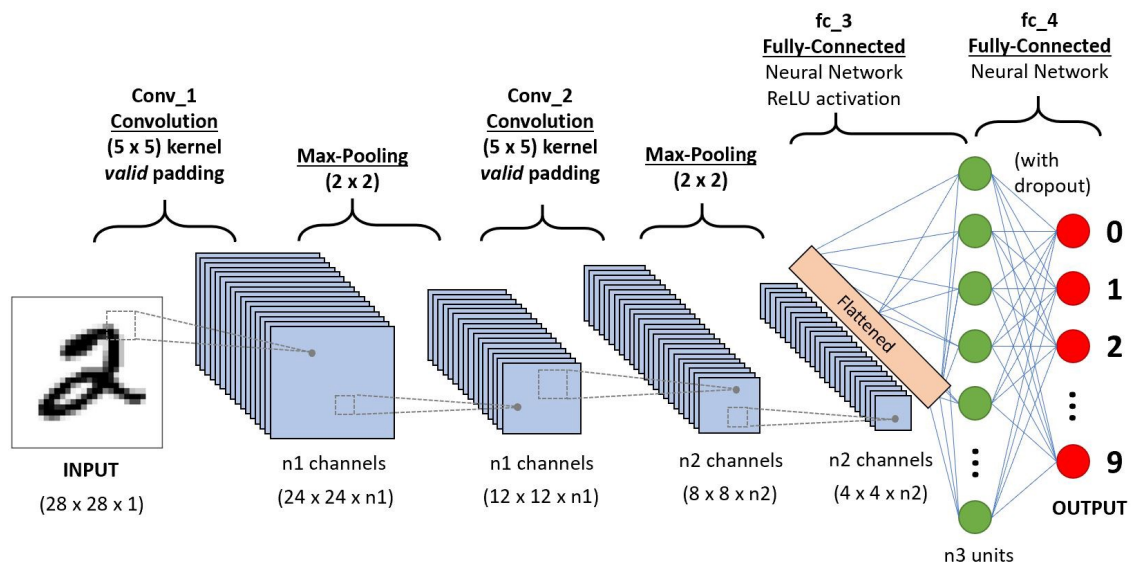 fc_3
Fully-Connected
Neural Network
ReLU activation
fc_4
Fully-Connected
Neural Network
Conv_1
Convolution
(5 x 5) kernel
valid padding
Max-Pooling
(2 x 2)
Conv_2
Convolution
(5 x 5) kernel
valid padding
Max-Pooling
(2 x 2)
(with
dropout)
Flattened
0
1
2
9
INPUT
(28 x 28 x 1)
n1 channels
(24 x 24 x n1)
n1 channels
(12 x 12 x n1)
n2 channels
(8 x 8 x n2)
n2 channels
(4 x 4 x n2)
OUTPUT
n3 units